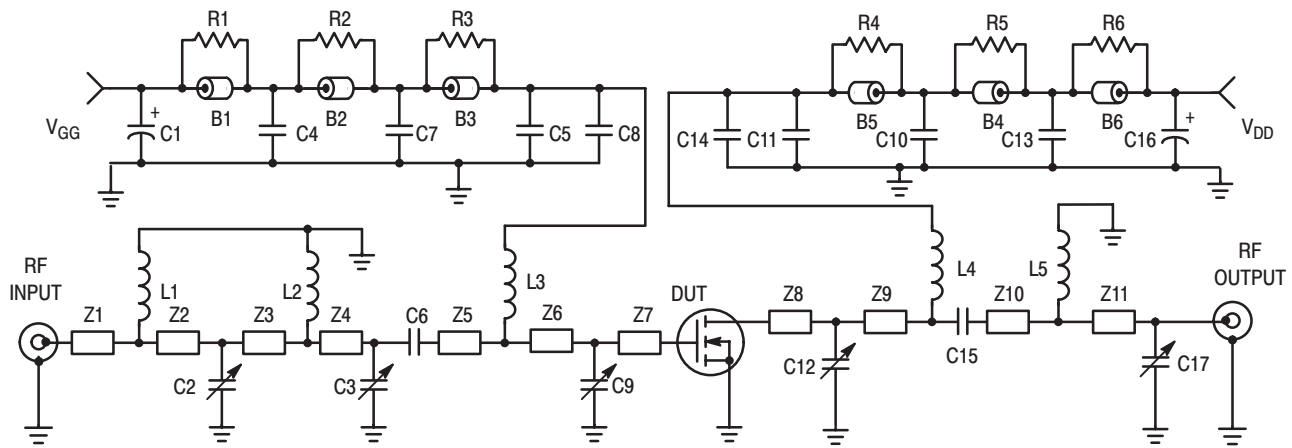 R1 R2 R3 R4 R5 R6
+ B1 B2 B3 B5 B4 B6 +
VGG C1 C4 C7 C5 C8 C14 C11 C10 C13 C16 VDD
RF
INPUT
L1 L2 L3 L4 L5
RF
OUTPUT
Z1 Z2 Z3 Z4 C6 Z5 Z6 Z7 DUT Z8 Z9 Z10 Z11
C2 C3 C9 C12 C15 C17